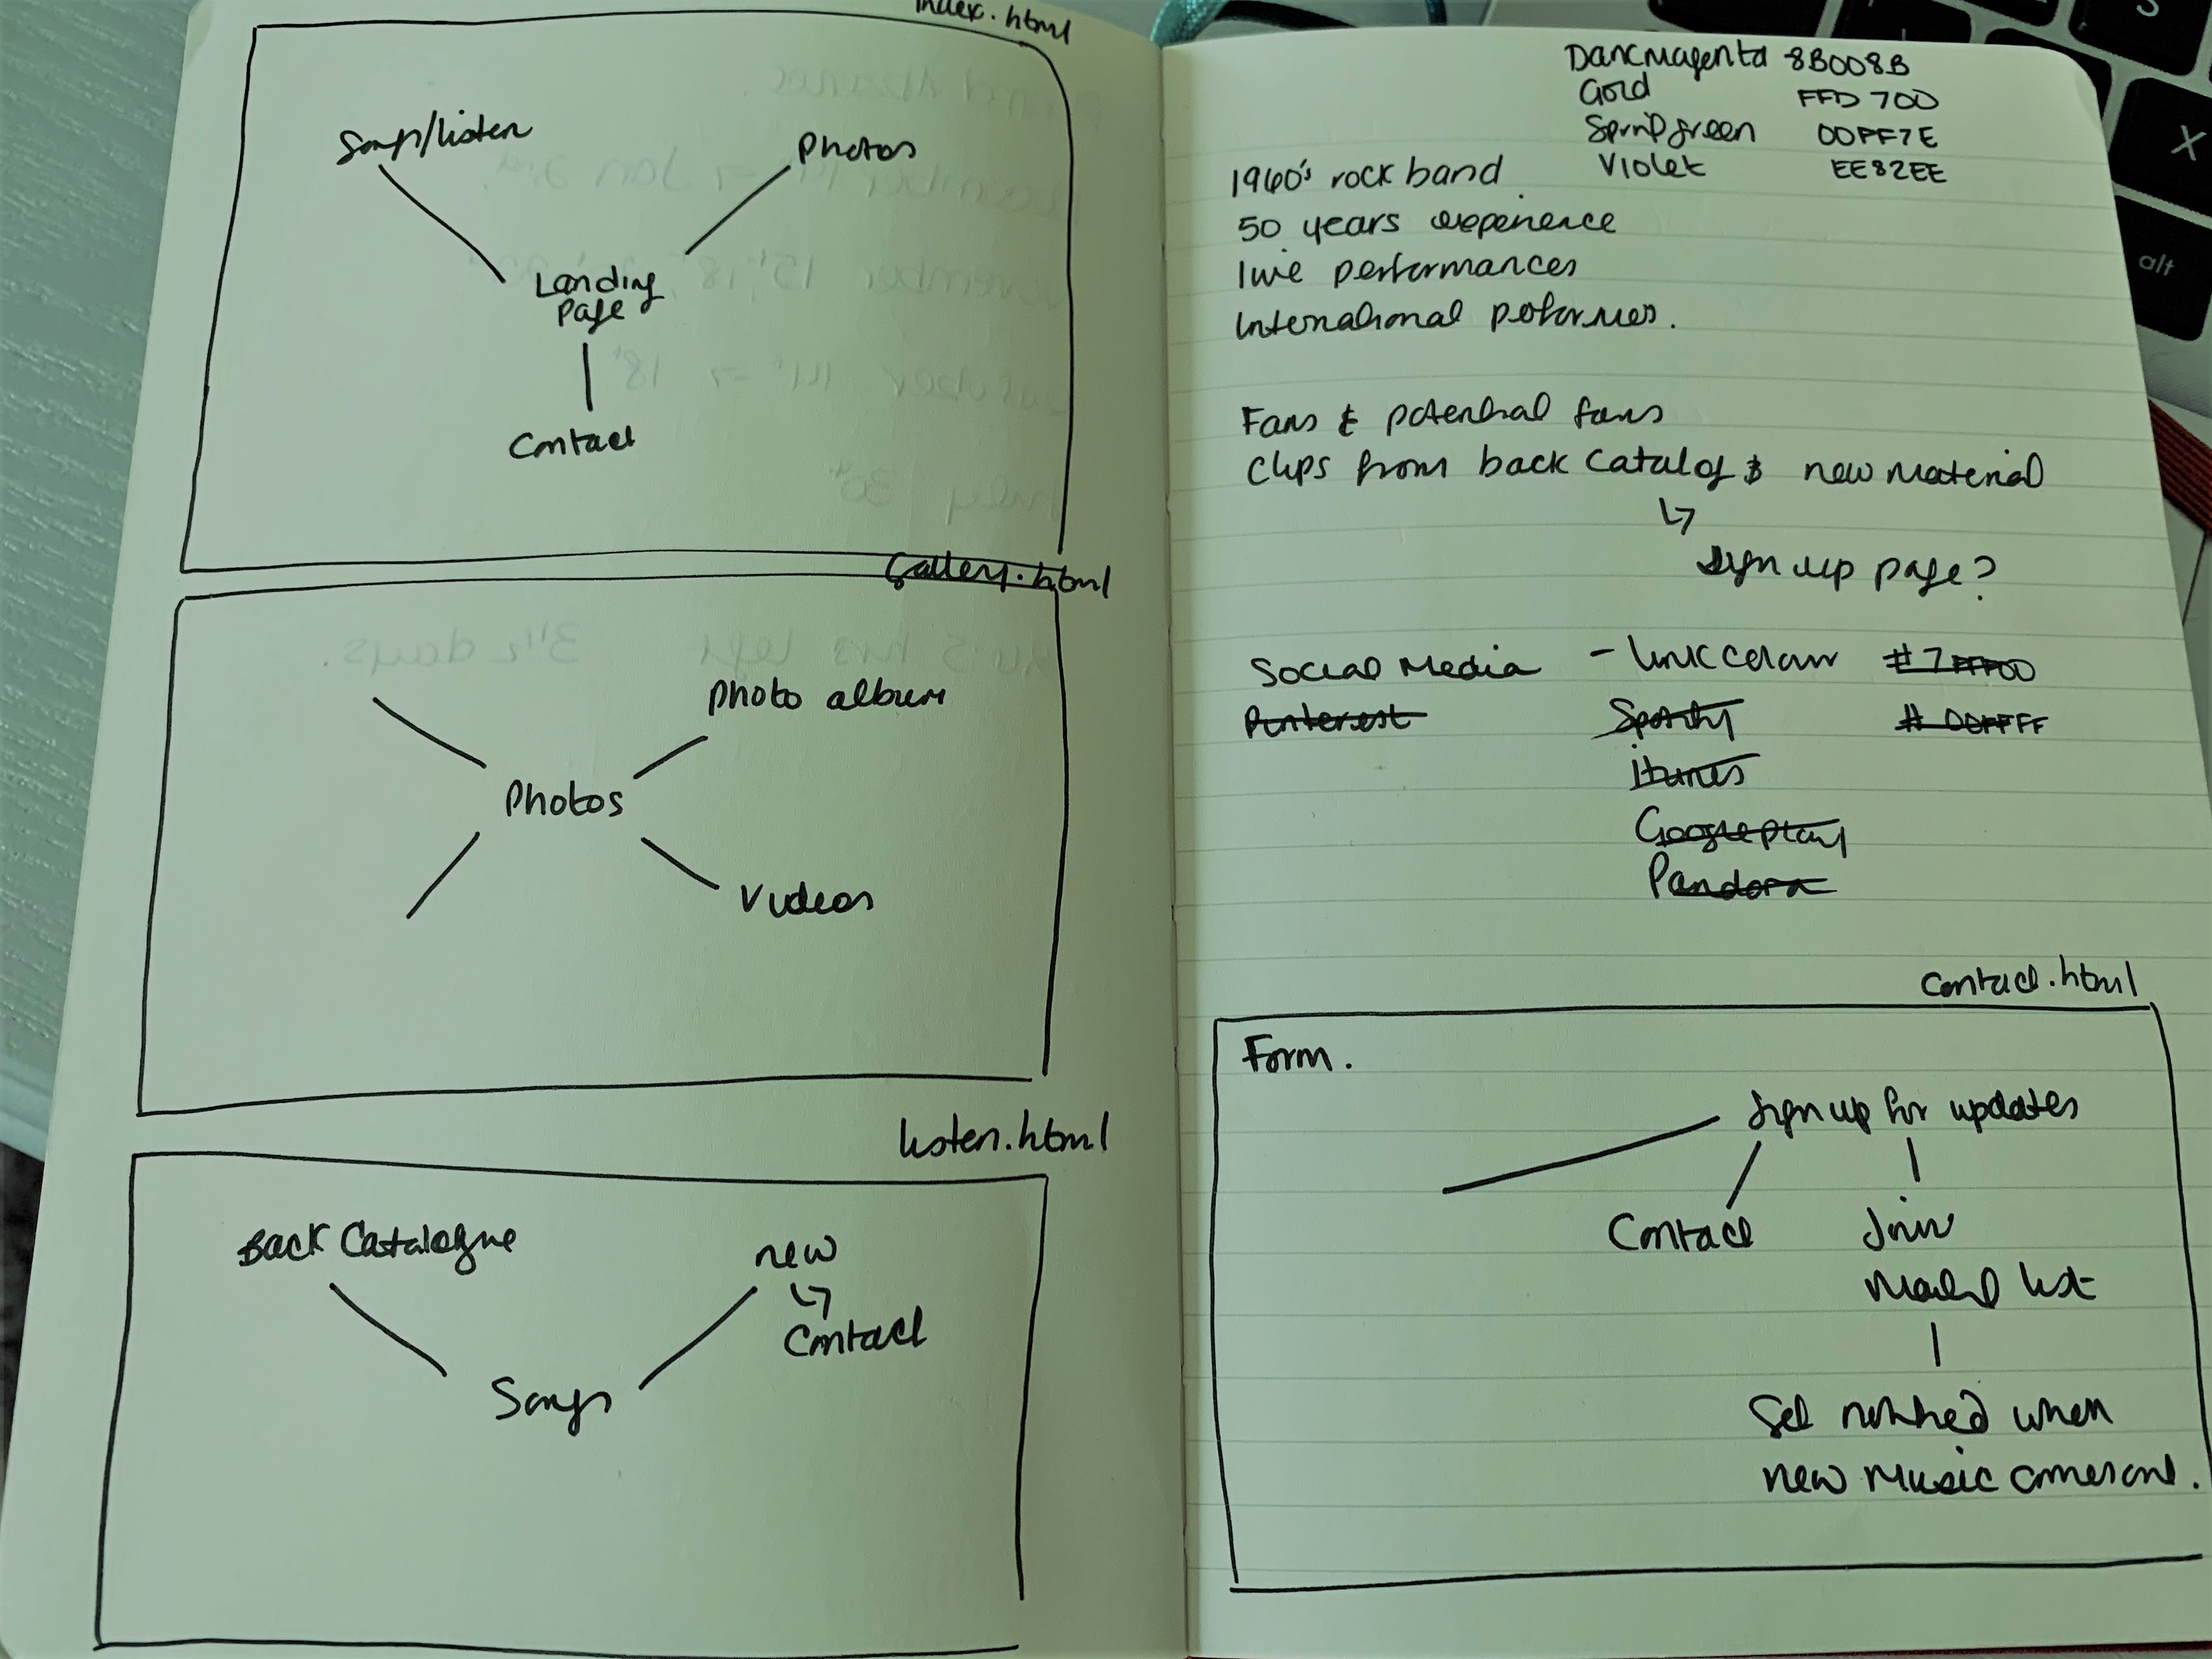 index.html
Songs/listen
Photos
Landing
Page
Contact
Gallery.html
Photo album
Photos
Videos
listen.html
Back Catalogue
new
↳
Contact
Songs
Darkmagenta 8B008B
Gold FFD700
Springgreen 00FF7E
Violet EE82EE
1960's rock band
50 years experience
live performances
International
Fans & potential fans
Clips from back catalog & new material
↳
Sign up page?
Social Media - link colour #7FFF00
Pinterest Spotify #00FFFF
itunes
Google play
Pandora
Contact.html
Form.
Sign up for updates
Contact Join
list
Get notified when
new music comes out.
S
X
alt